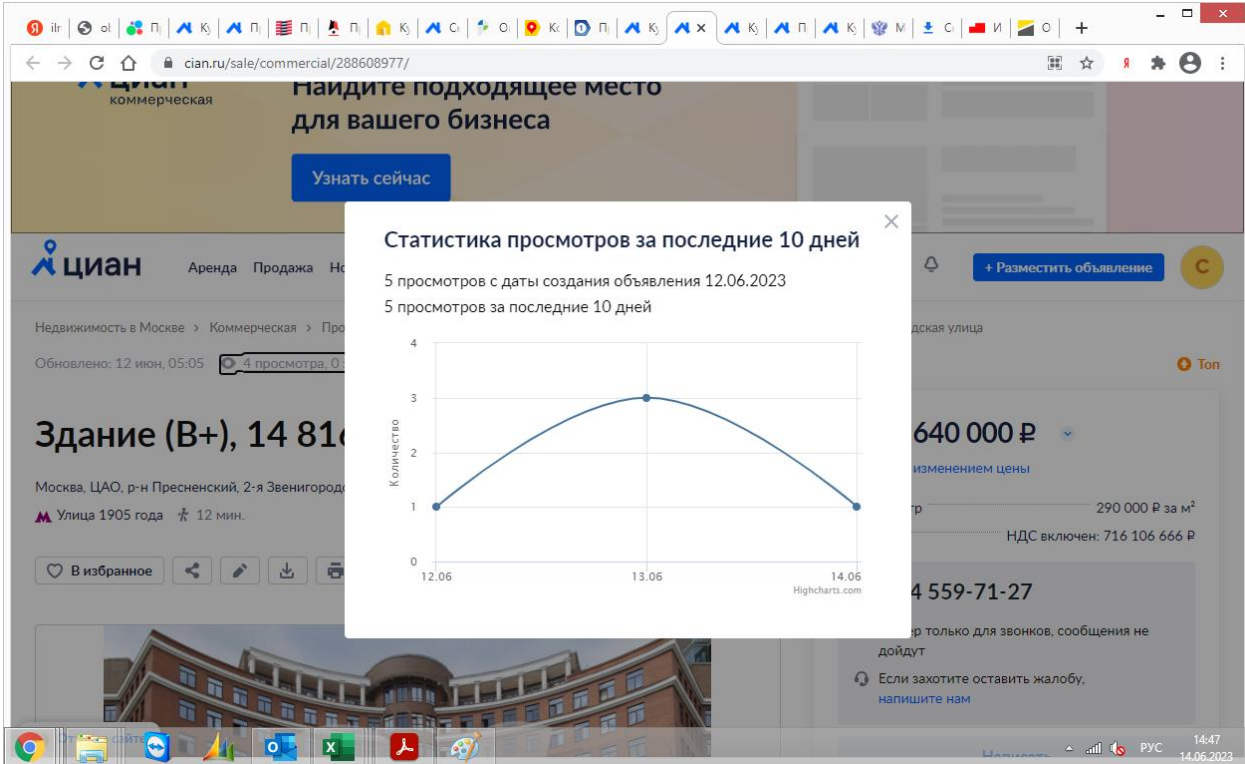 cian.ru/sale/commercial/288608977/
циан
коммерческая
Найдите подходящее место
для вашего бизнеса
Узнать сейчас
циан
Аренда Продажа
+ Разместить объявление
С
Недвижимость в Москве › Коммерческая ›
дская улица
Обновлено: 12 июн, 05:05
4 просмотра, 0
Топ
Здание (B+), 14 816
640 000 ₽
изменением цены
Москва, ЦАО, р-н Пресненский, 2-я Звенигородс
Улица 1905 года 12 мин.
290 000 ₽ за м²
НДС включен: 716 106 666 ₽
В избранное
4 559-71-27
р только для звонков, сообщения не
дойдут
Если захотите оставить жалобу,
напишите нам
Статистика просмотров за последние 10 дней
5 просмотров с даты создания объявления 12.06.2023
5 просмотров за последние 10 дней
Количество
4
3
2
1
0
12.06
13.06
14.06
Highcharts.com
РУС
14:47
14.06.2023